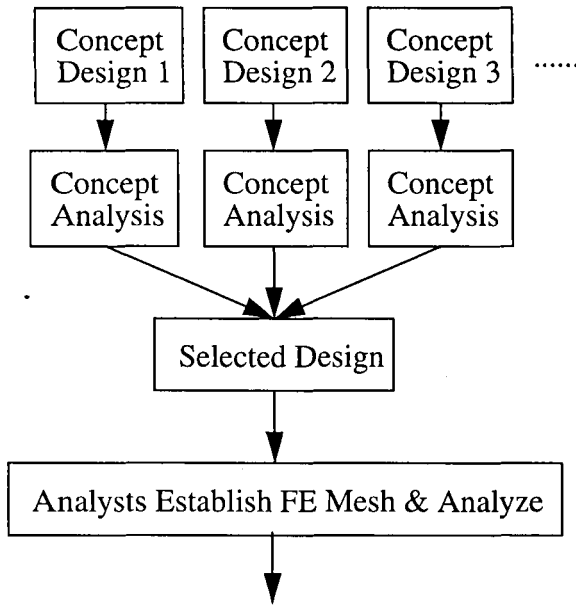 Concept
Design 1
Concept
Design 2
Concept
Design 3
......
Concept
Analysis
Concept
Analysis
Concept
Analysis
Selected Design
Analysts Establish FE Mesh & Analyze